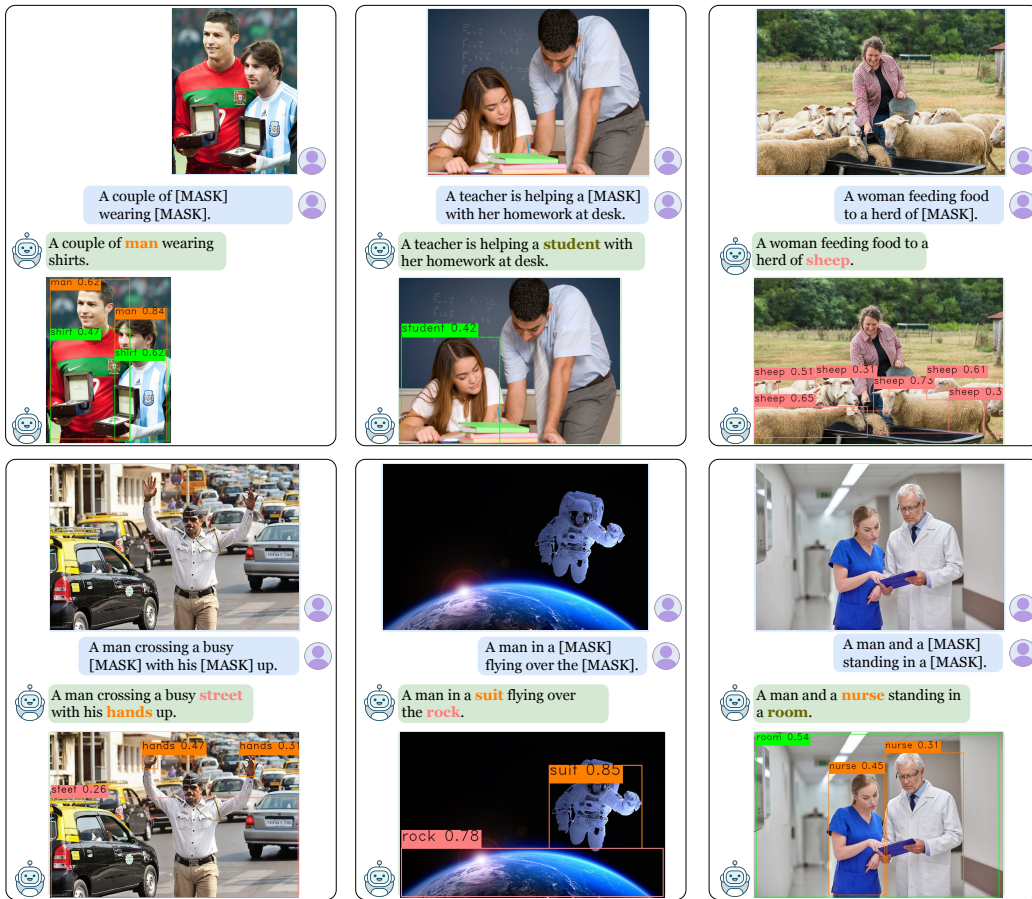 A couple of [MASK]
wearing [MASK].
A couple of man wearing
shirts.
man 0.62
man 0.84
shirt 0.47
shirt 0.62
A teacher is helping a [MASK]
with her homework at desk.
A teacher is helping a student with
her homework at desk.
student 0.42
A woman feeding food
to a herd of [MASK].
A woman feeding food to a
herd of sheep.
sheep 0.51
sheep 0.31
sheep 0.61
sheep 0.73
sheep 0.65
sheep 0.3
A man crossing a busy
[MASK] with his [MASK] up.
A man crossing a busy street
with his hands up.
hands 0.47
hands 0.31
steet 0.26
A man in a [MASK]
flying over the [MASK].
A man in a suit flying over
the rock.
suit 0.85
rock 0.78
A man and a [MASK]
standing in a [MASK].
A man and a nurse standing in
a room.
room 0.54
nurse 0.31
nurse 0.45